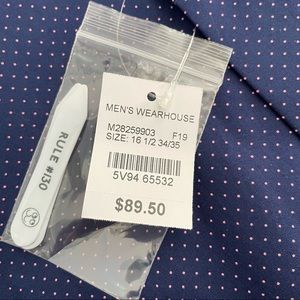 RULE #130
MEN'S WEARHOUSE
M28259903 F19
SIZE: 16 1/2 34/35
5V94 65532
$89.50